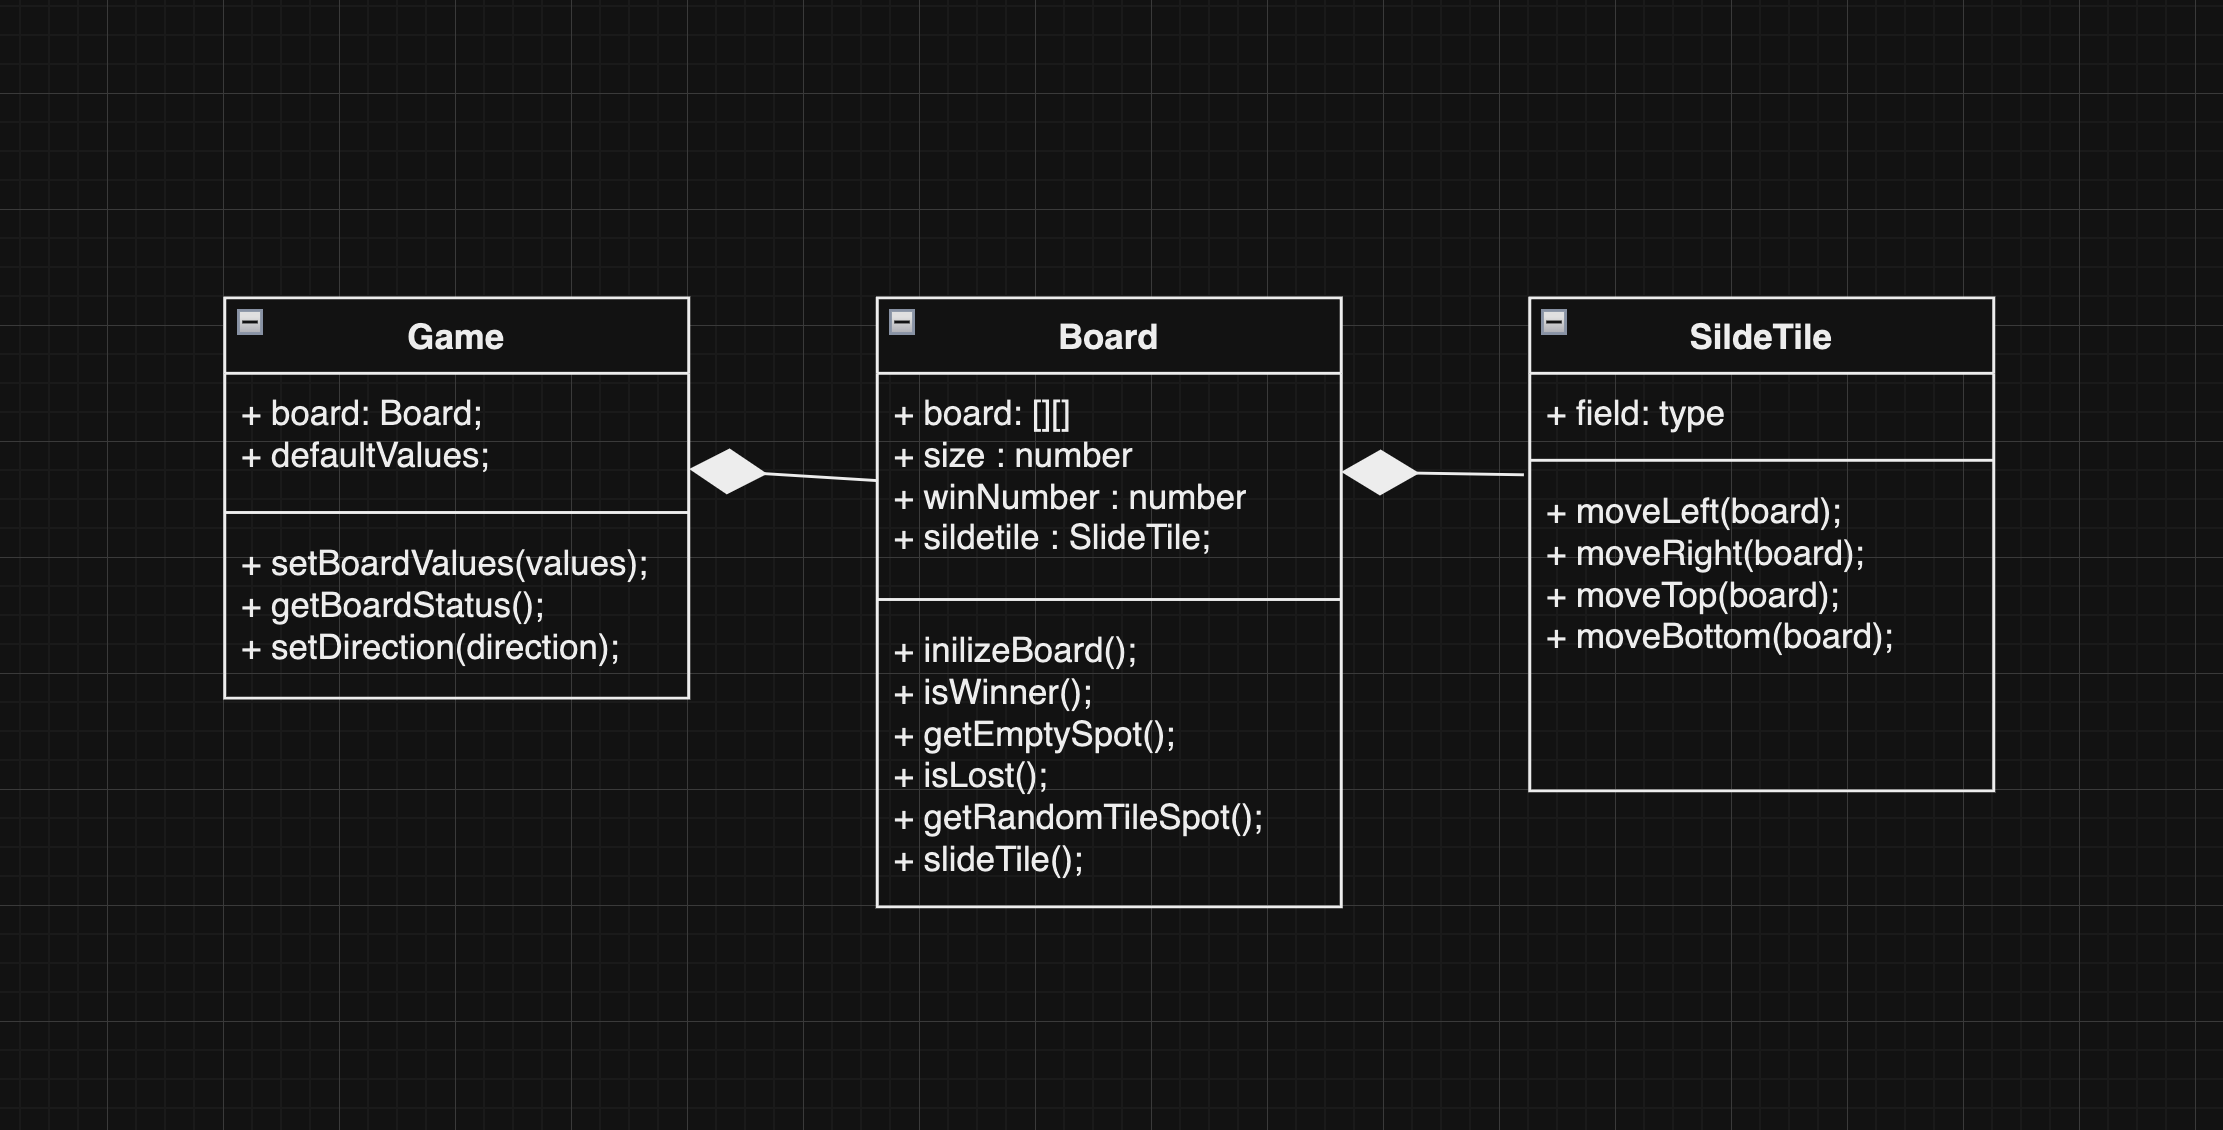 Game
+ board: Board;
+ defaultValues;
+ setBoardValues(values);
+ getBoardStatus();
+ setDirection(direction);
Board
+ board: [][]
+ size : number
+ winNumber : number
+ sildetile : SlideTile;
+ inilizeBoard();
+ isWinner();
+ getEmptySpot();
+ isLost();
+ getRandomTileSpot();
+ slideTile();
SildeTile
+ field: type
+ moveLeft(board);
+ moveRight(board);
+ moveTop(board);
+ moveBottom(board);